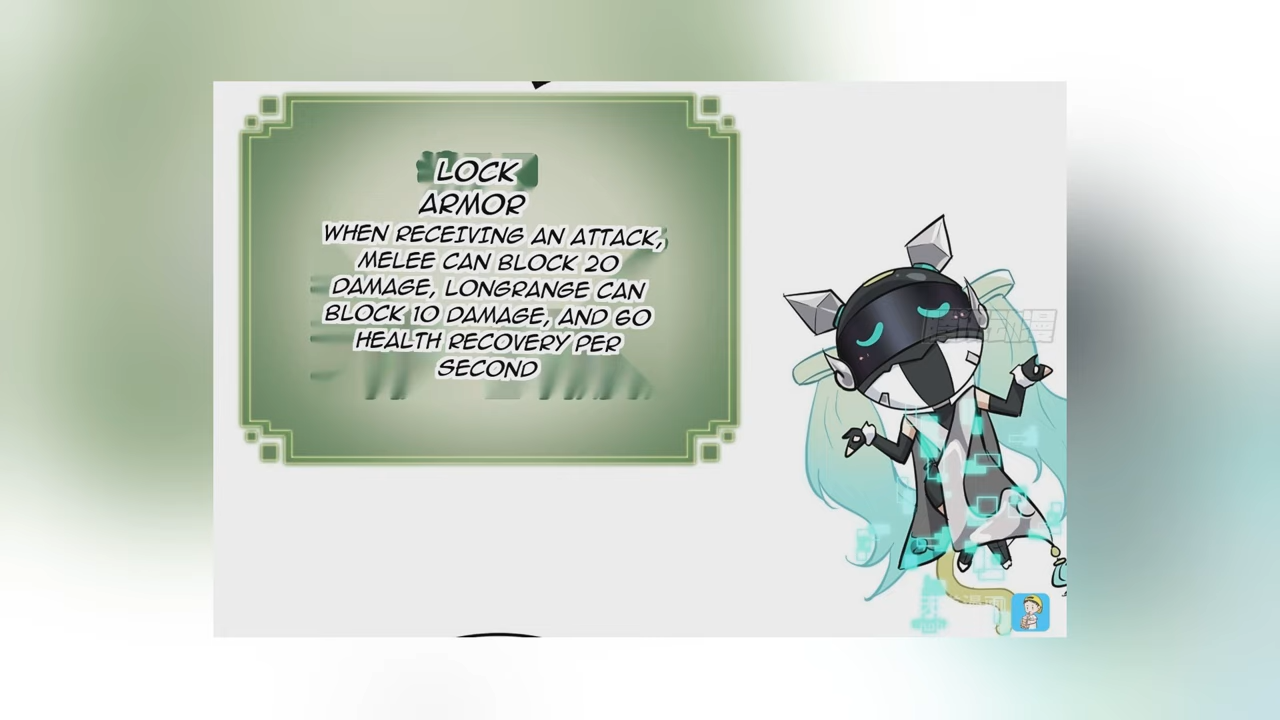 LOCK
ARMOR
WHEN RECEIVING AN ATTACK,
MELEE CAN BLOCK 20
DAMAGE, LONGRANGE CAN
BLOCK 10 DAMAGE, AND 60
HEALTH RECOVERY PER
SECOND